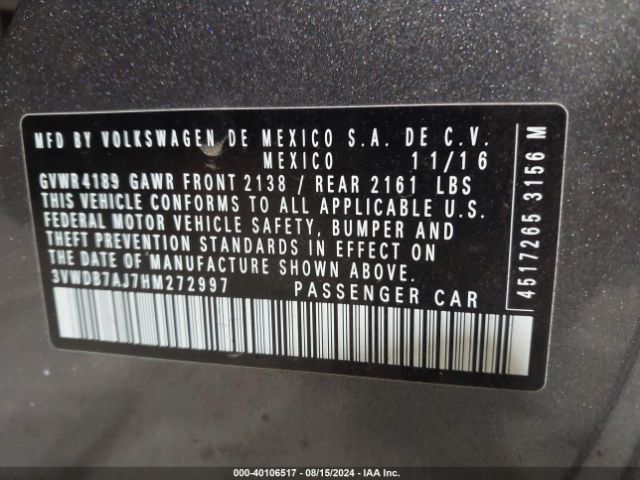 MFD BY VOLKSWAGEN DE MEXICO S.A. DE C.V.
MEXICO 11/16
GVWR4189 GAWR FRONT 2138 / REAR 2161 LBS
THIS VEHICLE CONFORMS TO ALL APPLICABLE U.S.
FEDERAL MOTOR VEHICLE SAFETY, BUMPER AND
THEFT PREVENTION STANDARDS IN EFFECT ON
THE DATE OF MANUFACTURE SHOWN ABOVE.
3VWDB7AJ7HM272997 PASSENGER CAR
4517265 3156 M
000-40106517 - 08/15/2024 - IAAI.com